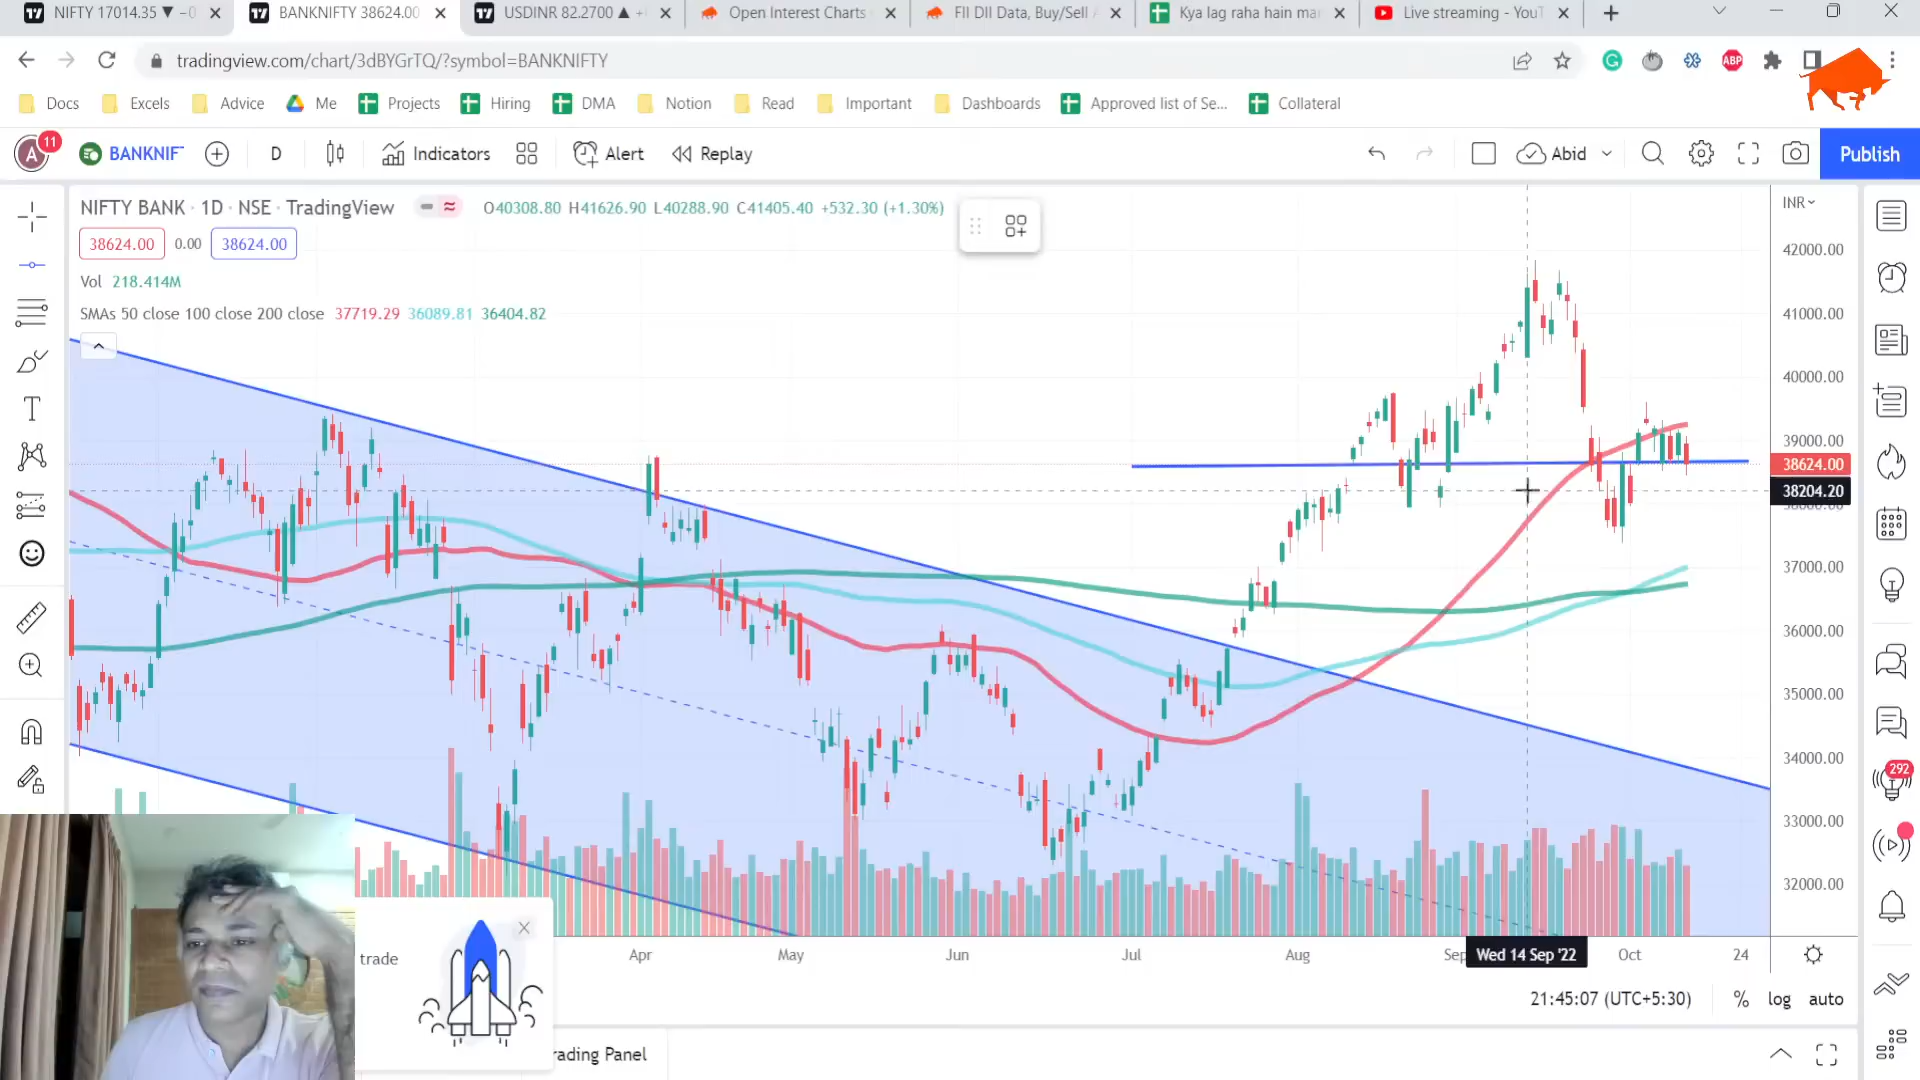 NIFTY 17014.35 ▼ −0
BANKNIFTY 38624.00
USDINR 82.2700 ▲ +
Open Interest Charts
FII DII Data, Buy/Sell
Kya lag raha hain ma
Live streaming - YouT
tradingview.com/chart/3dBYGrTQ/?symbol=BANKNIFTY
ABP
Docs
Excels
Advice
Me
Projects
Hiring
DMA
Notion
Read
Important
Dashboards
Approved list of Se...
Collateral
A
11
BANKNIF
D
Indicators
Alert
Replay
Abid
Publish
NIFTY BANK · 1D · NSE · TradingView
O40308.80 H41626.90 L40288.90 C41405.40 +532.30 (+1.30%)
INR
38624.00
0.00
38624.00
Vol 218.414M
SMAs 50 close 100 close 200 close 37719.29 36089.81 36404.82
42000.00
41000.00
40000.00
39000.00
38624.00
38204.20
37000.00
36000.00
35000.00
34000.00
33000.00
32000.00
292
T
Apr
May
Jun
Jul
Aug
Sep
Wed 14 Sep '22
Oct
24
trade
21:45:07 (UTC+5:30)
%
log
auto
rading Panel